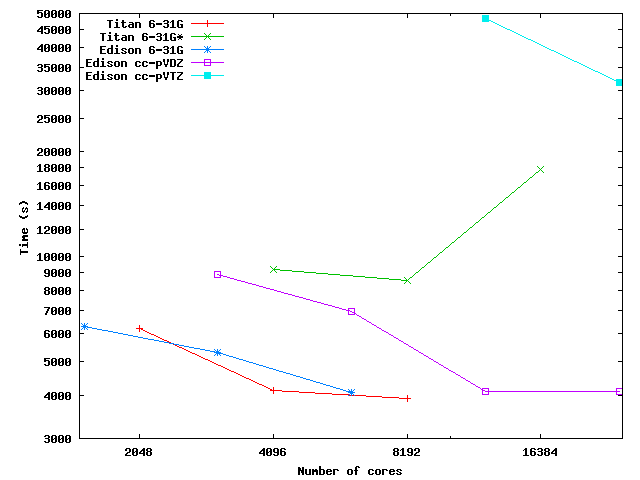 50000
45000
40000
35000
30000
25000
20000
18000
16000
14000
12000
10000
9000
8000
7000
6000
5000
4000
3000
Time (s)
Titan 6-31G
Titan 6-31G*
Edison 6-31G
Edison cc-pVDZ
Edison cc-pVTZ
2048 4096 8192 16384
Number of cores